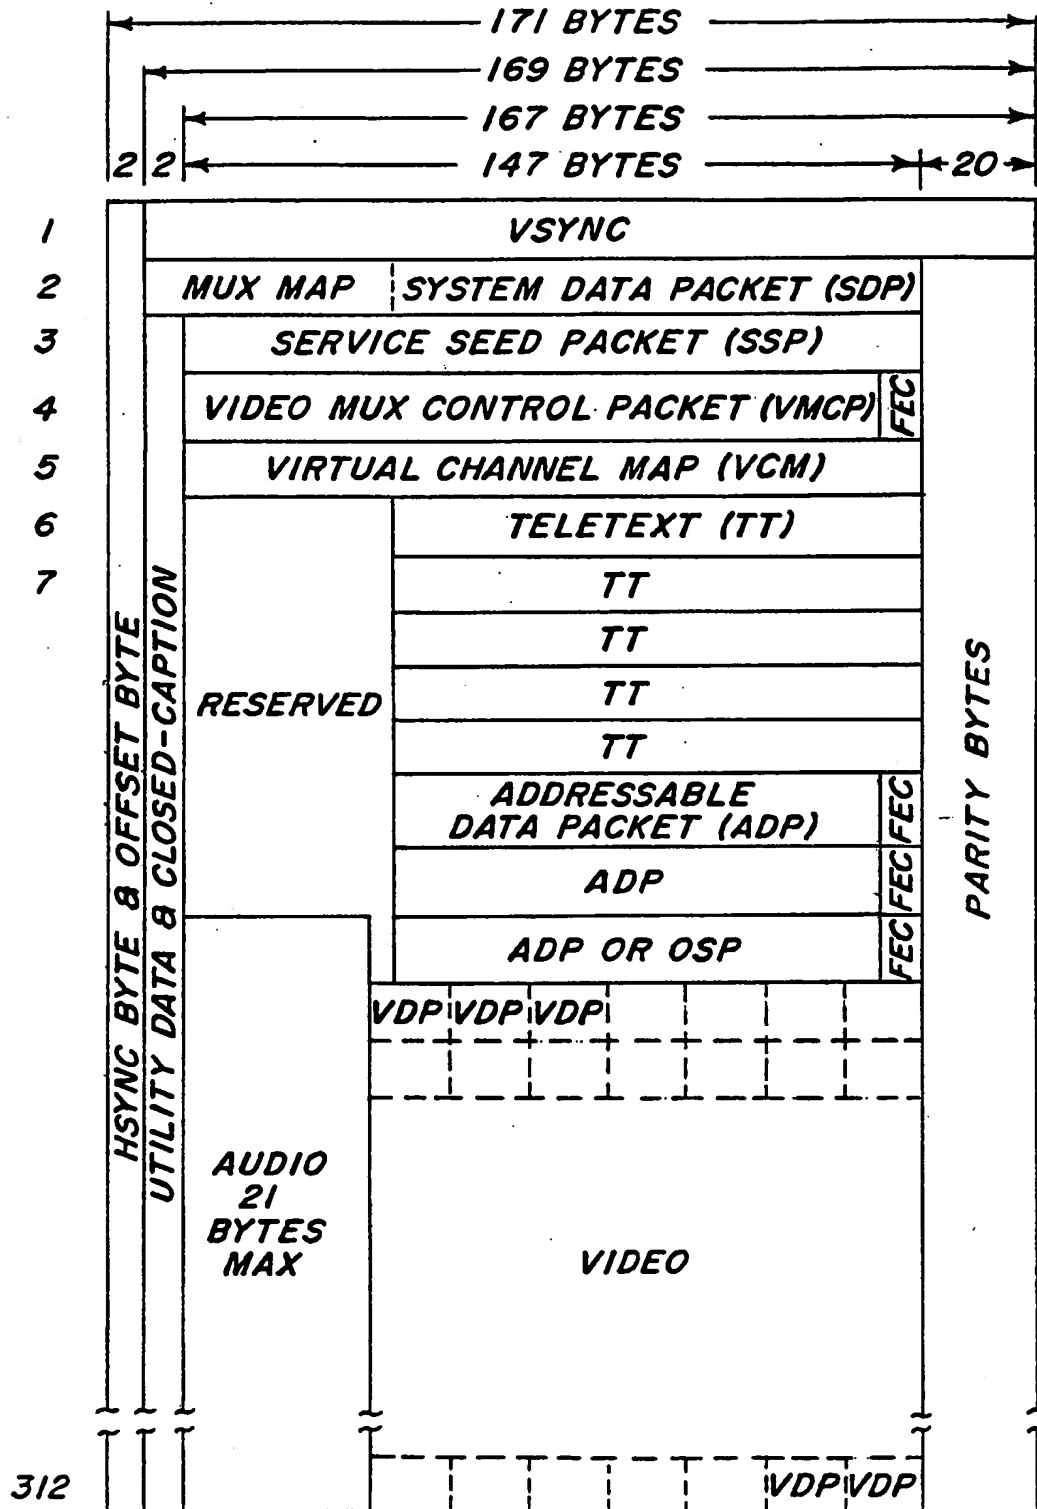 171 BYTES
169 BYTES
167 BYTES
2 2 147 BYTES 20
1 VSYNC
2 MUX MAP SYSTEM DATA PACKET (SDP)
3 SERVICE SEED PACKET (SSP)
4 VIDEO MUX CONTROL PACKET (VMCP) FEC
5 VIRTUAL CHANNEL MAP (VCM)
6 TELETEXT (TT)
7 TT
TT
TT
TT
RESERVED
ADDRESSABLE
DATA PACKET (ADP) FEC
ADP FEC
ADP OR OSP FEC
VDP VDP VDP
HSYNC BYTE & OFFSET BYTE
UTILITY DATA & CLOSED-CAPTION
PARITY BYTES
AUDIO
21
BYTES
MAX
VIDEO
312 VDP VDP